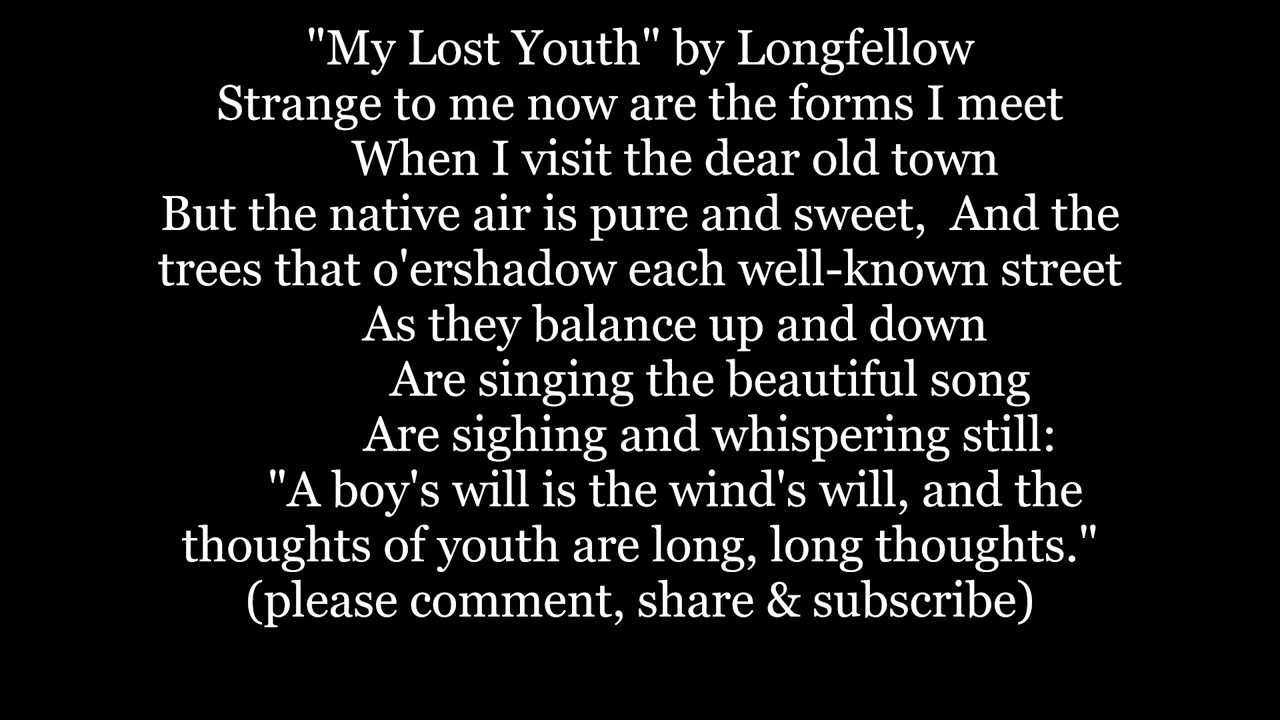 "My Lost Youth" by Longfellow
Strange to me now are the forms I meet
When I visit the dear old town
But the native air is pure and sweet,  And the
trees that o'ershadow each well-known street
As they balance up and down
Are singing the beautiful song
Are sighing and whispering still:
"A boy's will is the wind's will, and the
thoughts of youth are long, long thoughts."
(please comment, share & subscribe)